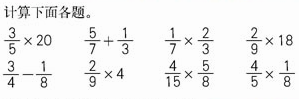 计算下面各题。
3/5 × 20    5/7 + 1/3    1/7 × 2/3    2/9 × 18
3/4 − 1/8    2/9 × 4    4/15 × 5/8    4/5 × 1/8